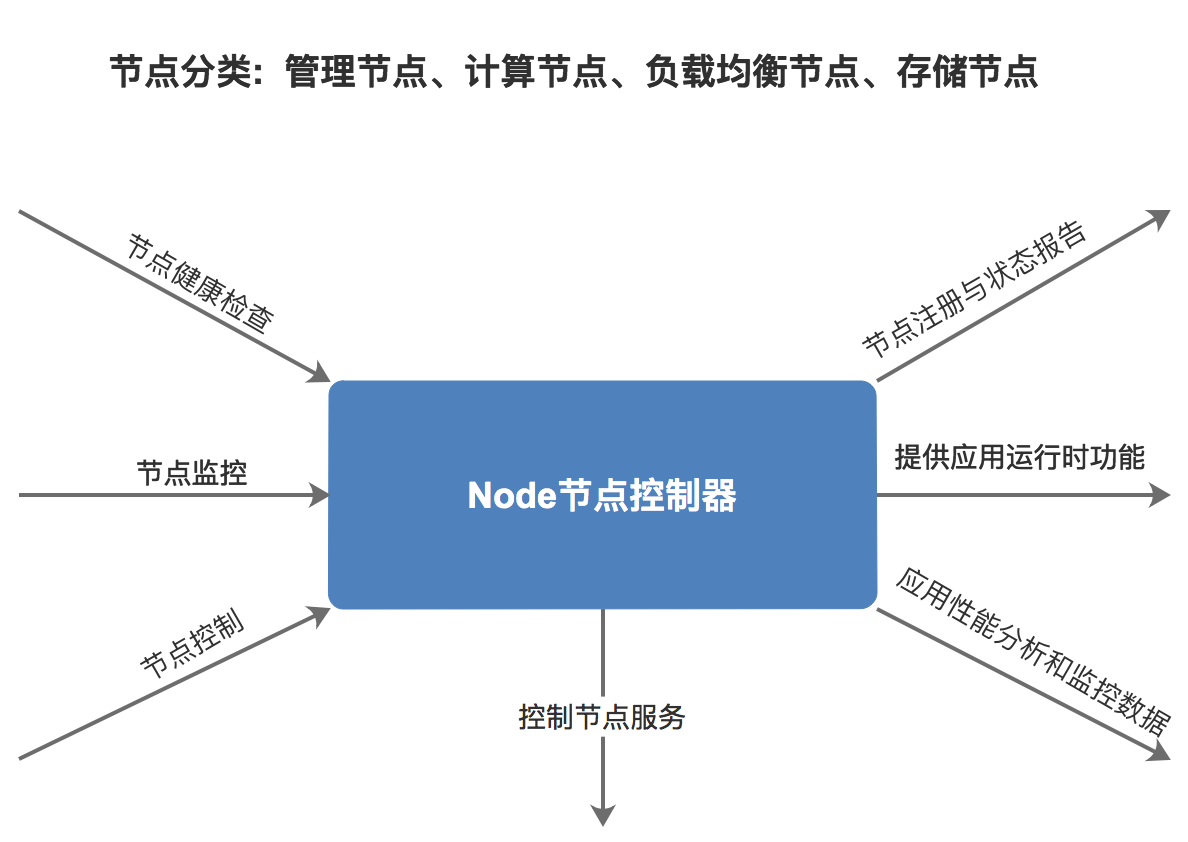 节点分类：管理节点、计算节点、负载均衡节点、存储节点
节点健康检查
节点注册与状态报告
节点监控
提供应用运行时功能
Node节点控制器
节点控制
应用性能分析和监控数据
控制节点服务